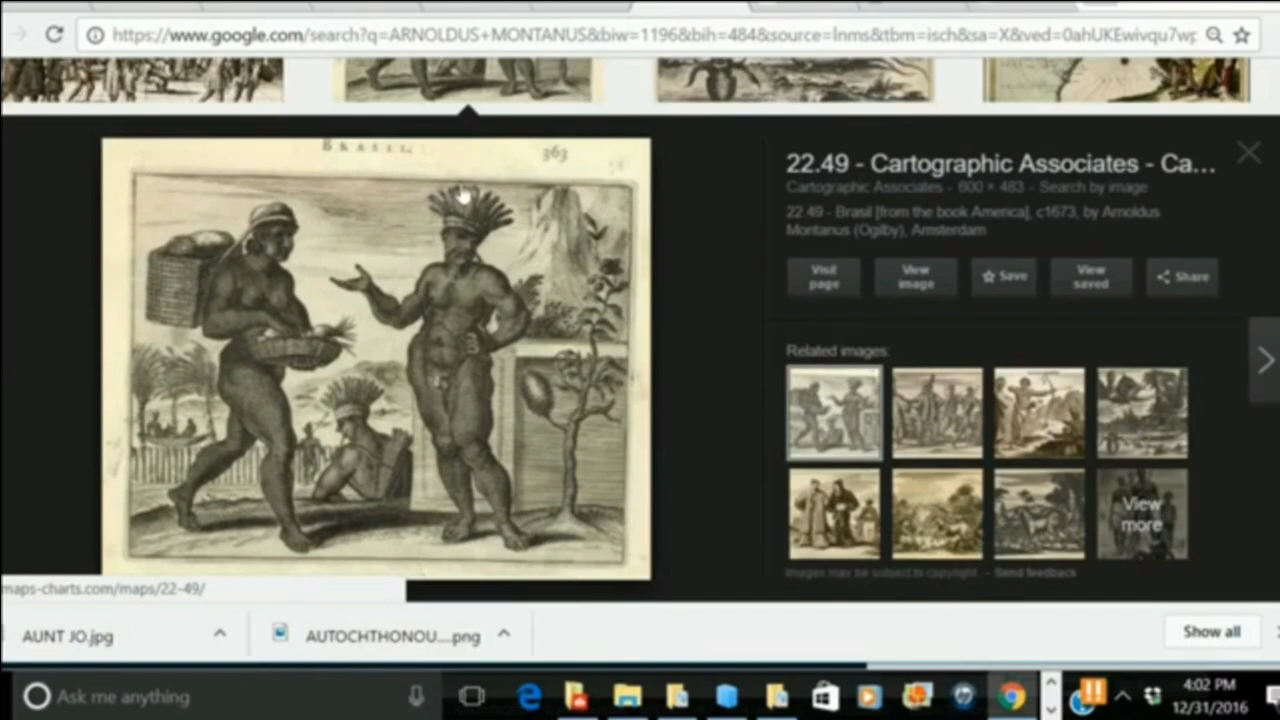 https://www.google.com/search?q=ARNOLDUS+MONTANUS&biw=1196&bih=484&source=lnms&tbm=isch&sa=X&ved=0ahUKEwivqu7wp
BRASIL.
363
22.49 - Cartographic Associates - Ca...
Cartographic Associates - 600 × 483 - Search by image
22.49 - Brasil [from the book America], c1673, by Arnoldus
Montanus (Ogilby), Amsterdam
Visit page
View image
Save
View saved
Share
Related images:
View more
Images may be subject to copyright. - Send feedback
maps-charts.com/maps/22-49/
AUNT JO.jpg
AUTOCHTHONOU....png
Show all
Ask me anything
4:02 PM
12/31/2016